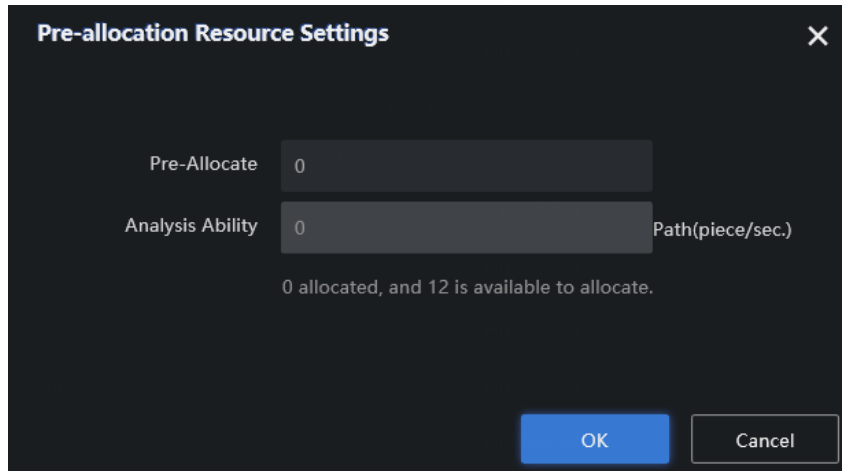 Pre-allocation Resource Settings
Pre-Allocate 0
Analysis Ability 0 Path(piece/sec.)
0 allocated, and 12 is available to allocate.
OK Cancel